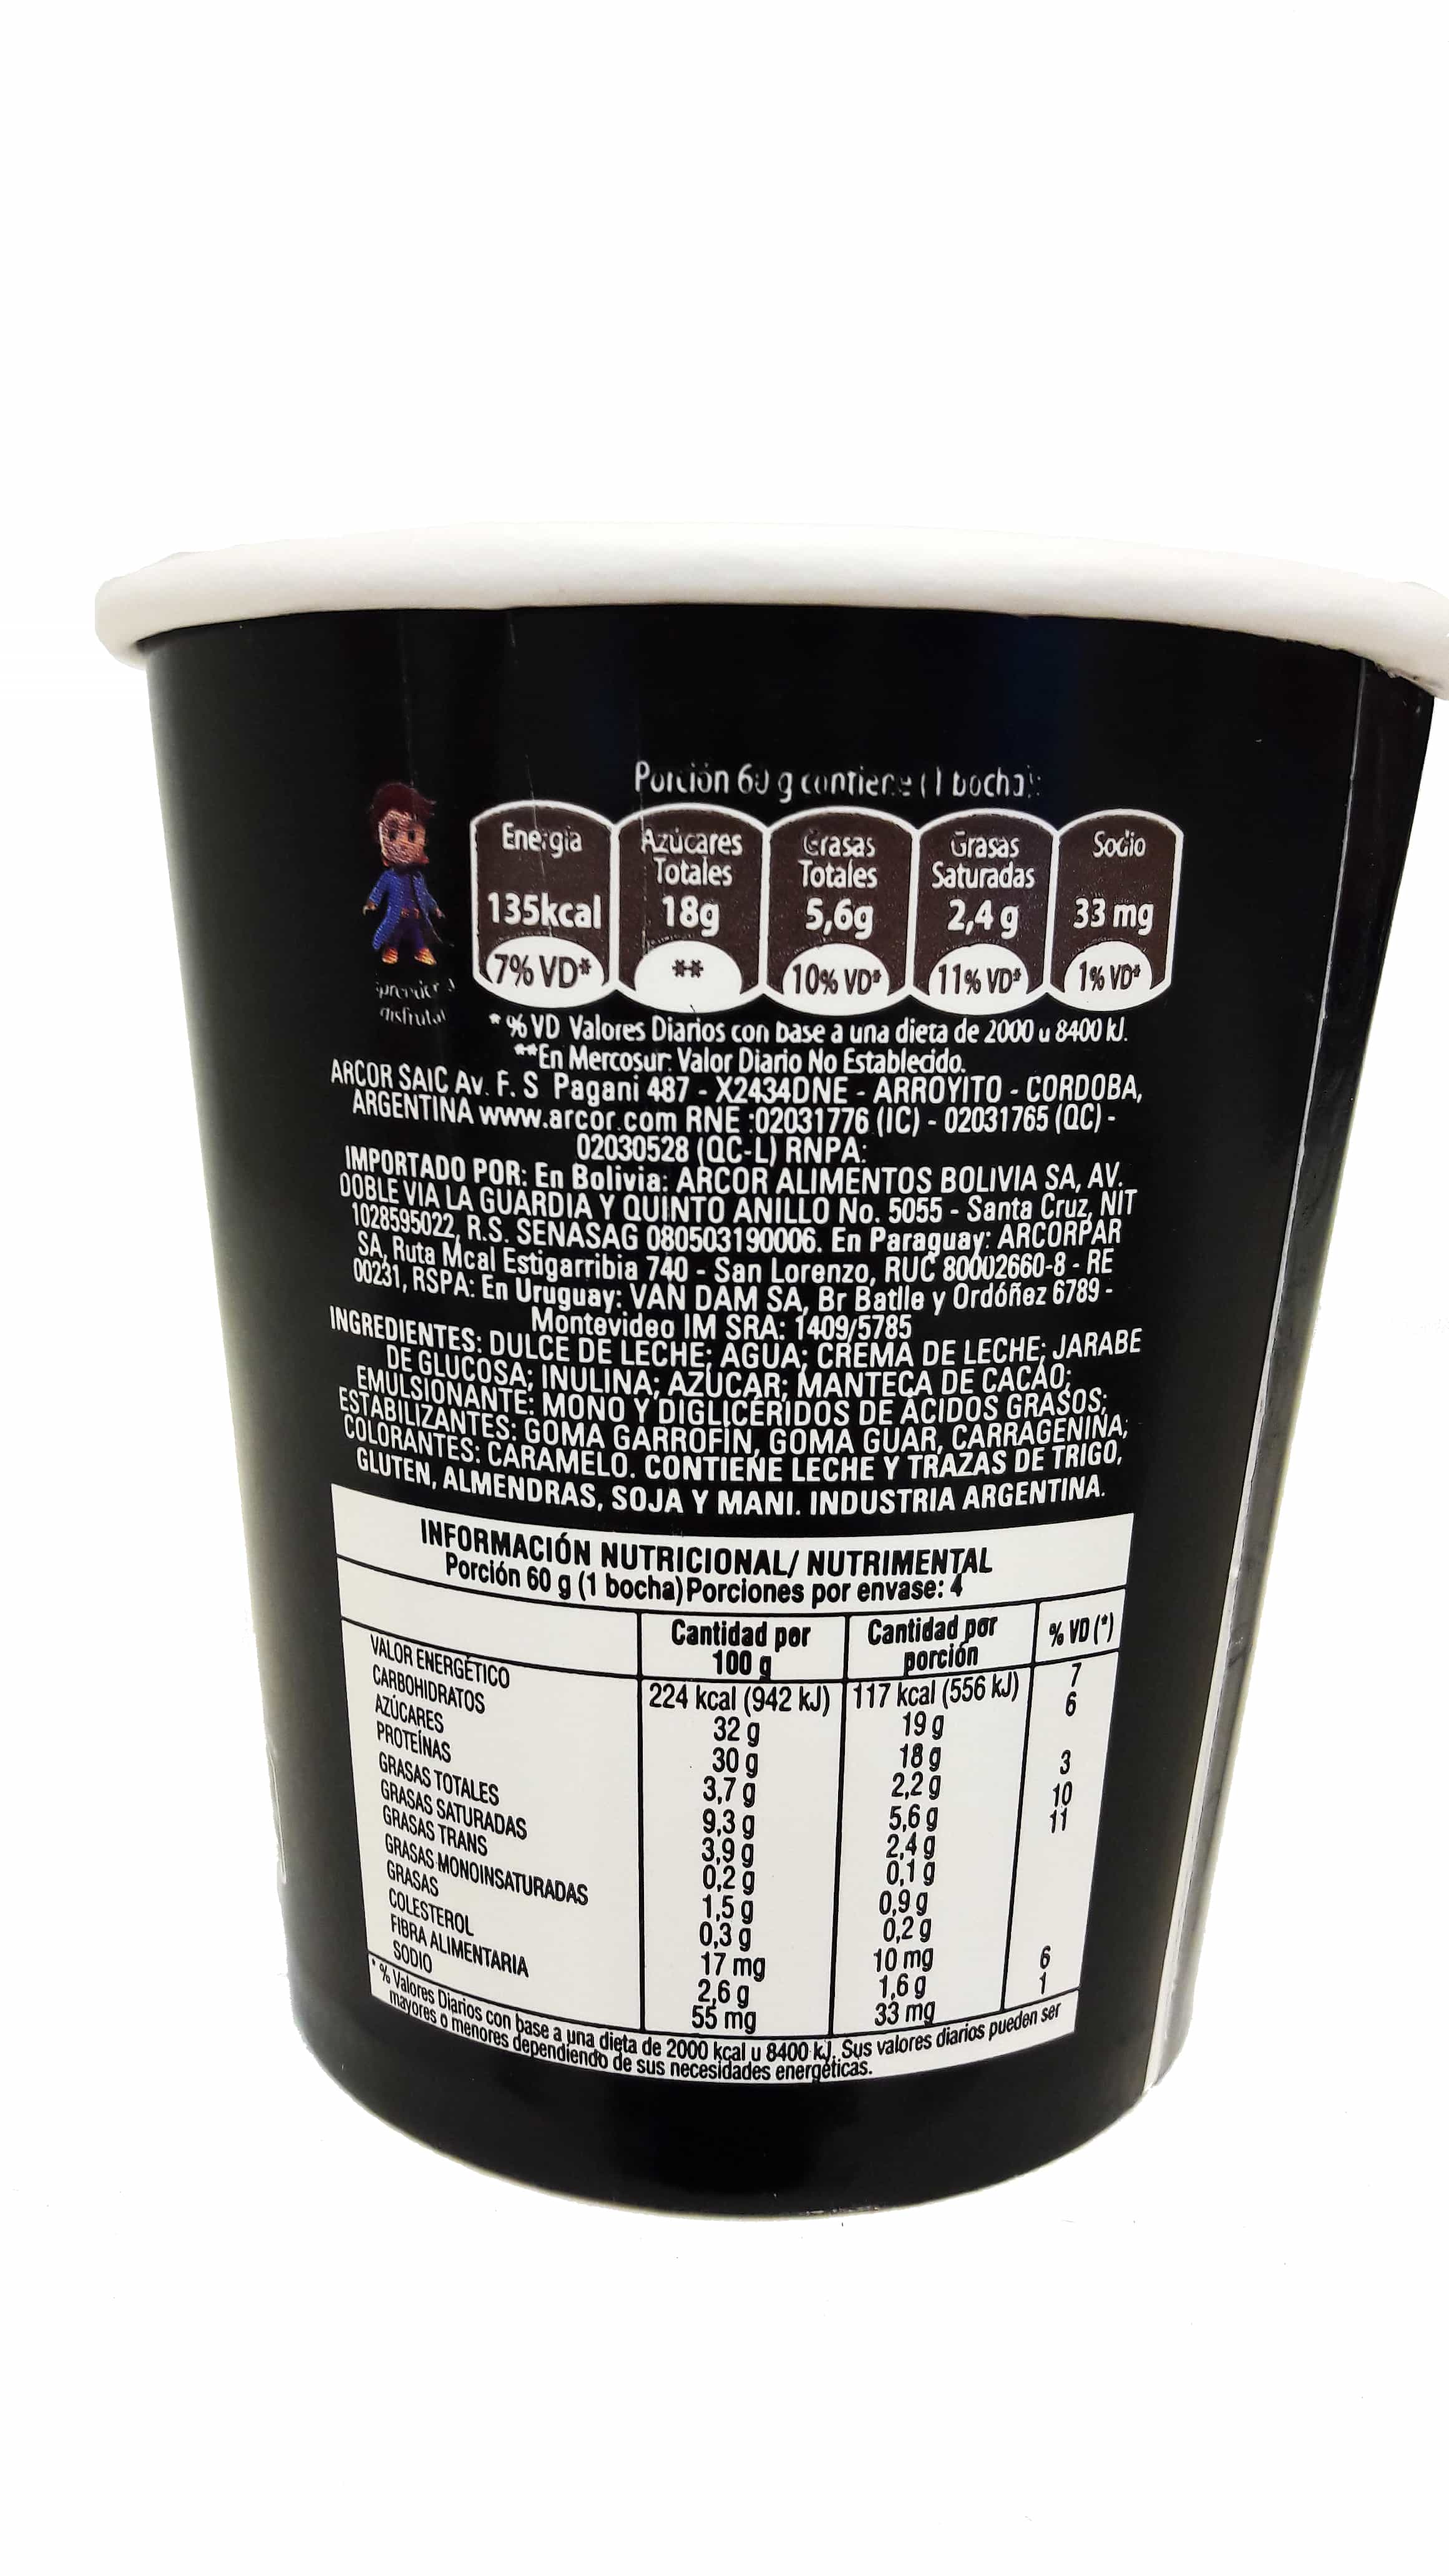 Porción 60 g contiene (1 bocha):
Energia
135kcal
7% VD*
Azúcares
Totales
18g
**
Grasas
Totales
5,6g
10% VD*
Grasas
Saturadas
2,4 g
11% VD*
Sodio
33 mg
1% VD*
disfrutal
* % VD Valores Diarios con base a una dieta de 2000 u 8400 kJ.
**En Mercosur: Valor Diario No Establecido.
ARCOR SAIC Av. F. S Pagani 487 - X2434DNE - ARROYITO - CORDOBA,
ARGENTINA www.arcor.com RNE :02031776 (IC) - 02031765 (QC) -
02030528 (QC-L) RNPA:
IMPORTADO POR: En Bolivia: ARCOR ALIMENTOS BOLIVIA SA, AV.
DOBLE VIA LA GUARDIA Y QUINTO ANILLO No. 5055 - Santa Cruz, NIT
1028595022, R.S. SENASAG 080503190006. En Paraguay: ARCORPAR
SA, Ruta Mcal Estigarribia 740 - San Lorenzo, RUC 80002660-8 - RE
00231, RSPA: En Uruguay: VAN DAM SA, Br Batlle y Ordóñez 6789 -
Montevideo IM SRA: 1409/5785
INGREDIENTES: DULCE DE LECHE; AGUA; CREMA DE LECHE; JARABE
DE GLUCOSA; INULINA; AZÚCAR; MANTECA DE CACAO;
EMULSIONANTE: MONO Y DIGLICÉRIDOS DE ÁCIDOS GRASOS;
ESTABILIZANTES: GOMA GARROFÍN, GOMA GUAR, CARRAGENINA;
COLORANTES: CARAMELO. CONTIENE LECHE Y TRAZAS DE TRIGO,
GLUTEN, ALMENDRAS, SOJA Y MANI. INDUSTRIA ARGENTINA.
INFORMACIÓN NUTRICIONAL/ NUTRIMENTAL
Porción 60 g (1 bocha) Porciones por envase: 4
Cantidad por
100 g
Cantidad por
porción
% VD (*)
VALOR ENERGÉTICO 224 kcal (942 kJ) 117 kcal (556 kJ) 7
CARBOHIDRATOS 32 g 19 g 6
AZÚCARES 30 g 18 g
PROTEÍNAS 3,7 g 2,2 g 3
GRASAS TOTALES 9,3 g 5,6 g 10
GRASAS SATURADAS 3,9 g 2,4 g 11
GRASAS TRANS 0,2 g 0,1 g
GRASAS MONOINSATURADAS 1,5 g 0,9 g
GRASAS 0,3 g 0,2 g
COLESTEROL 17 mg 10 mg
FIBRA ALIMENTARIA 2,6 g 1,6 g 6
SODIO 55 mg 33 mg 1
* % Valores Diarios con base a una dieta de 2000 kcal u 8400 kJ. Sus valores diarios pueden ser
mayores o menores dependiendo de sus necesidades energéticas.